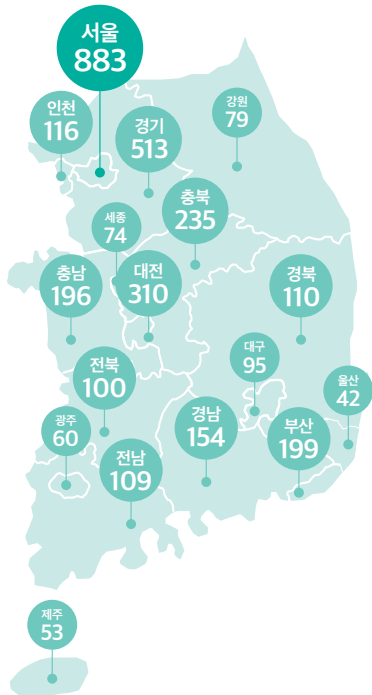 서울
883
인천
116
경기
513
강원
79
충북
235
세종
74
충남
196
대전
310
경북
110
전북
100
대구
95
울산
42
광주
60
경남
154
부산
199
전남
109
제주
53